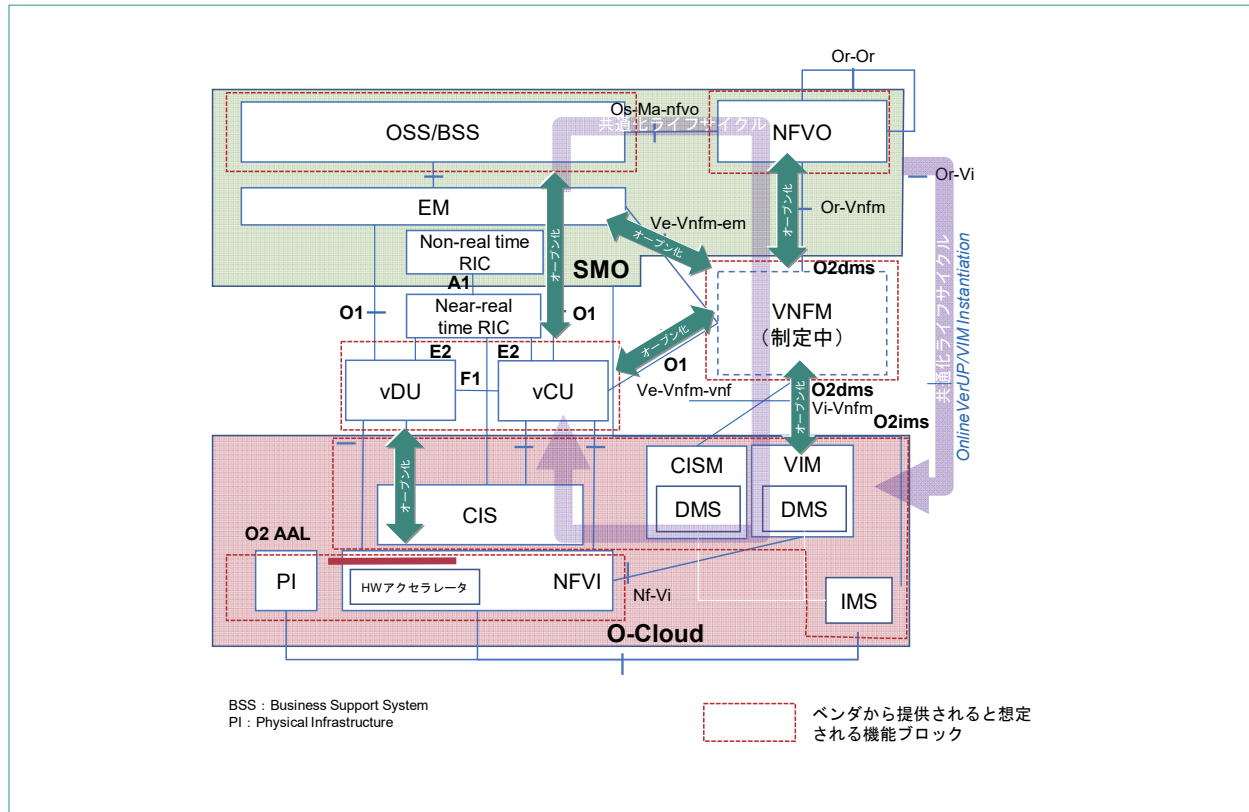 Or-Or
Os-Ma-nfvo
共通化ライフサイクル
OSS/BSS
NFVO
Or-Vi
EM
Ve-Vnfm-em
Or-Vnfm
オープン化
オープン化
オープン化
Non-real time
RIC
SMO
O2dms
A1
Near-real
time RIC
O1
O1
VNFM
(制定中)
オープン化
E2
E2
O1
vDU
F1
vCU
Ve-Vnfm-vnf
O2dms
Vi-Vnfm
オープン化
O2ims
共通化ライフサイクル
OnlineVerUP/VIM Instantiation
CISM
VIM
DMS
DMS
オープン化
CIS
O2 AAL
PI
HWアクセラレータ
NFVI
Nf-Vi
IMS
O-Cloud
BSS：Business Support System
PI：Physical Infrastructure
ベンダから提供されると想定
される機能ブロック